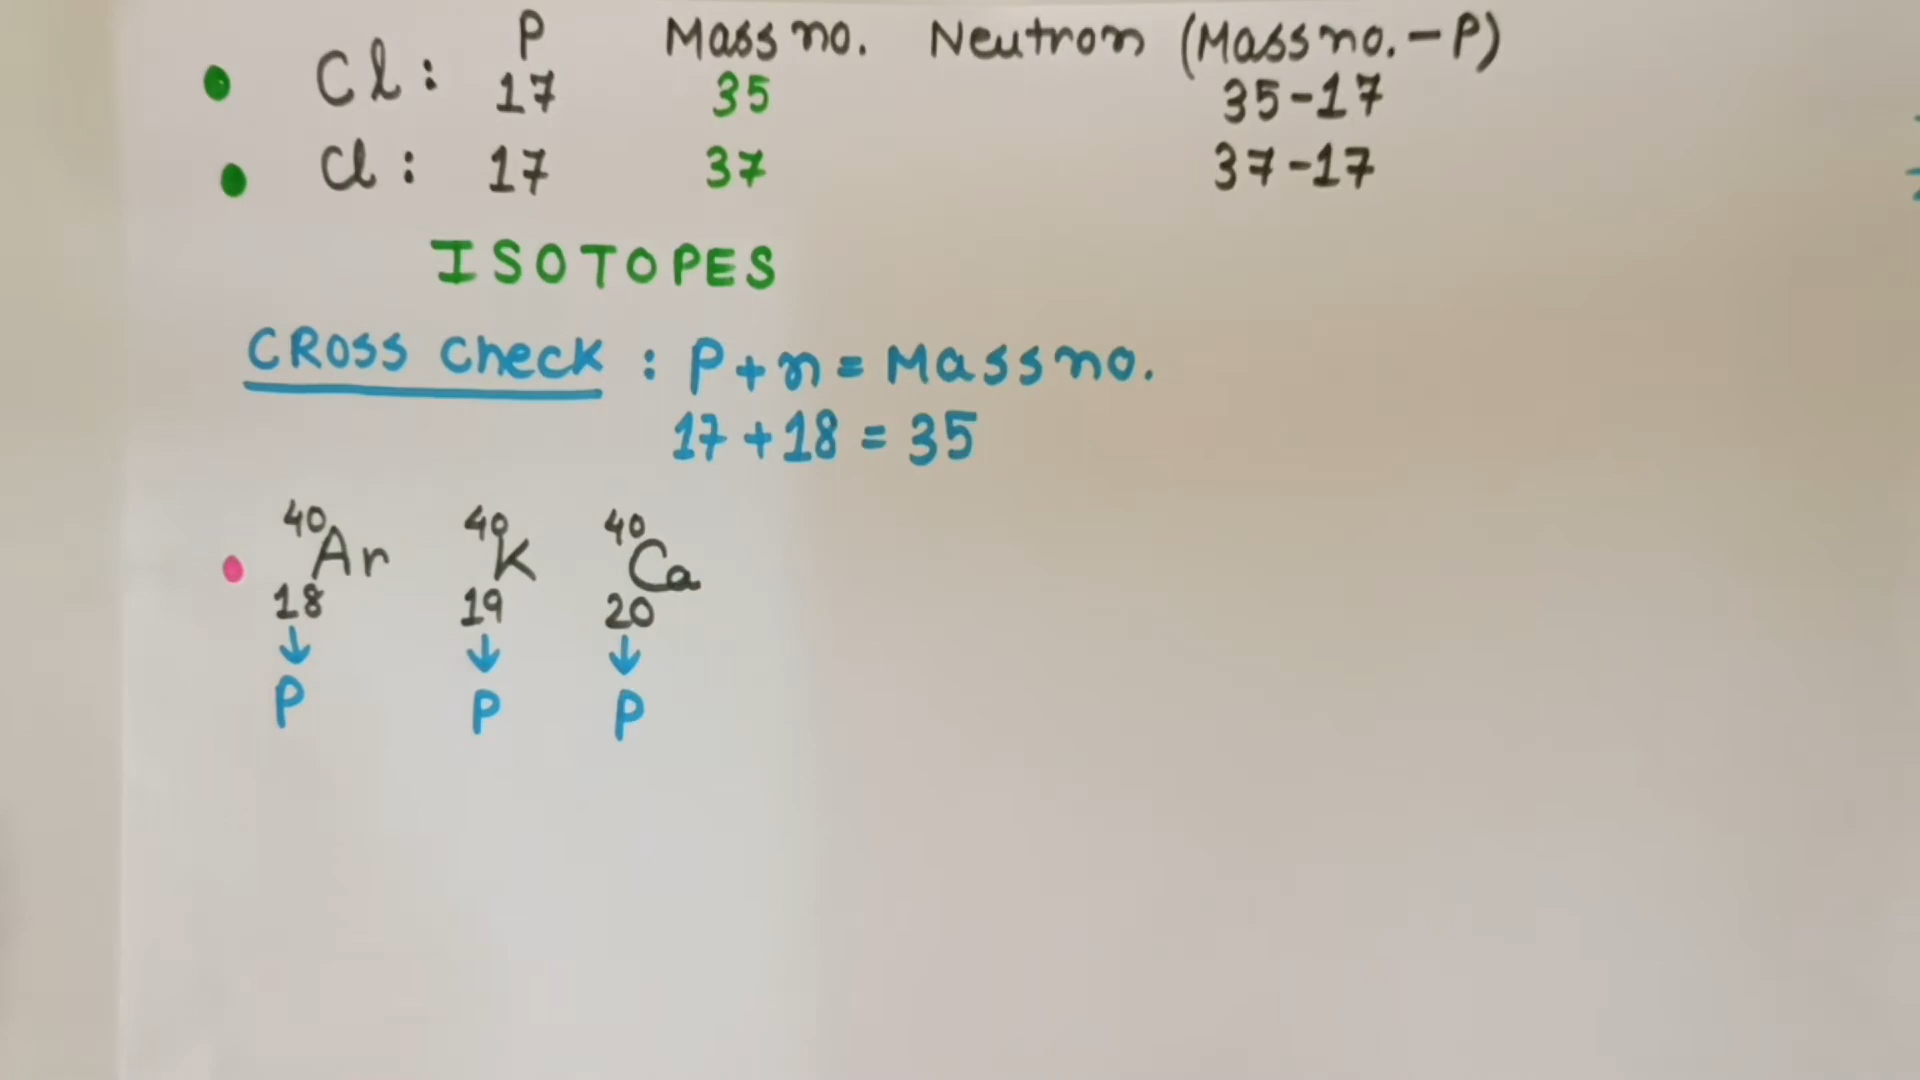 P Mass no. Neutron (Mass no. - P)
Cl: 17 35 35-17
Cl: 17 37 37-17
ISOTOPES
CROSS Check : P+n = Mass no.
17+18 = 35
40 40 40
Ar K Ca
18 19 20
↓ ↓ ↓
P P P